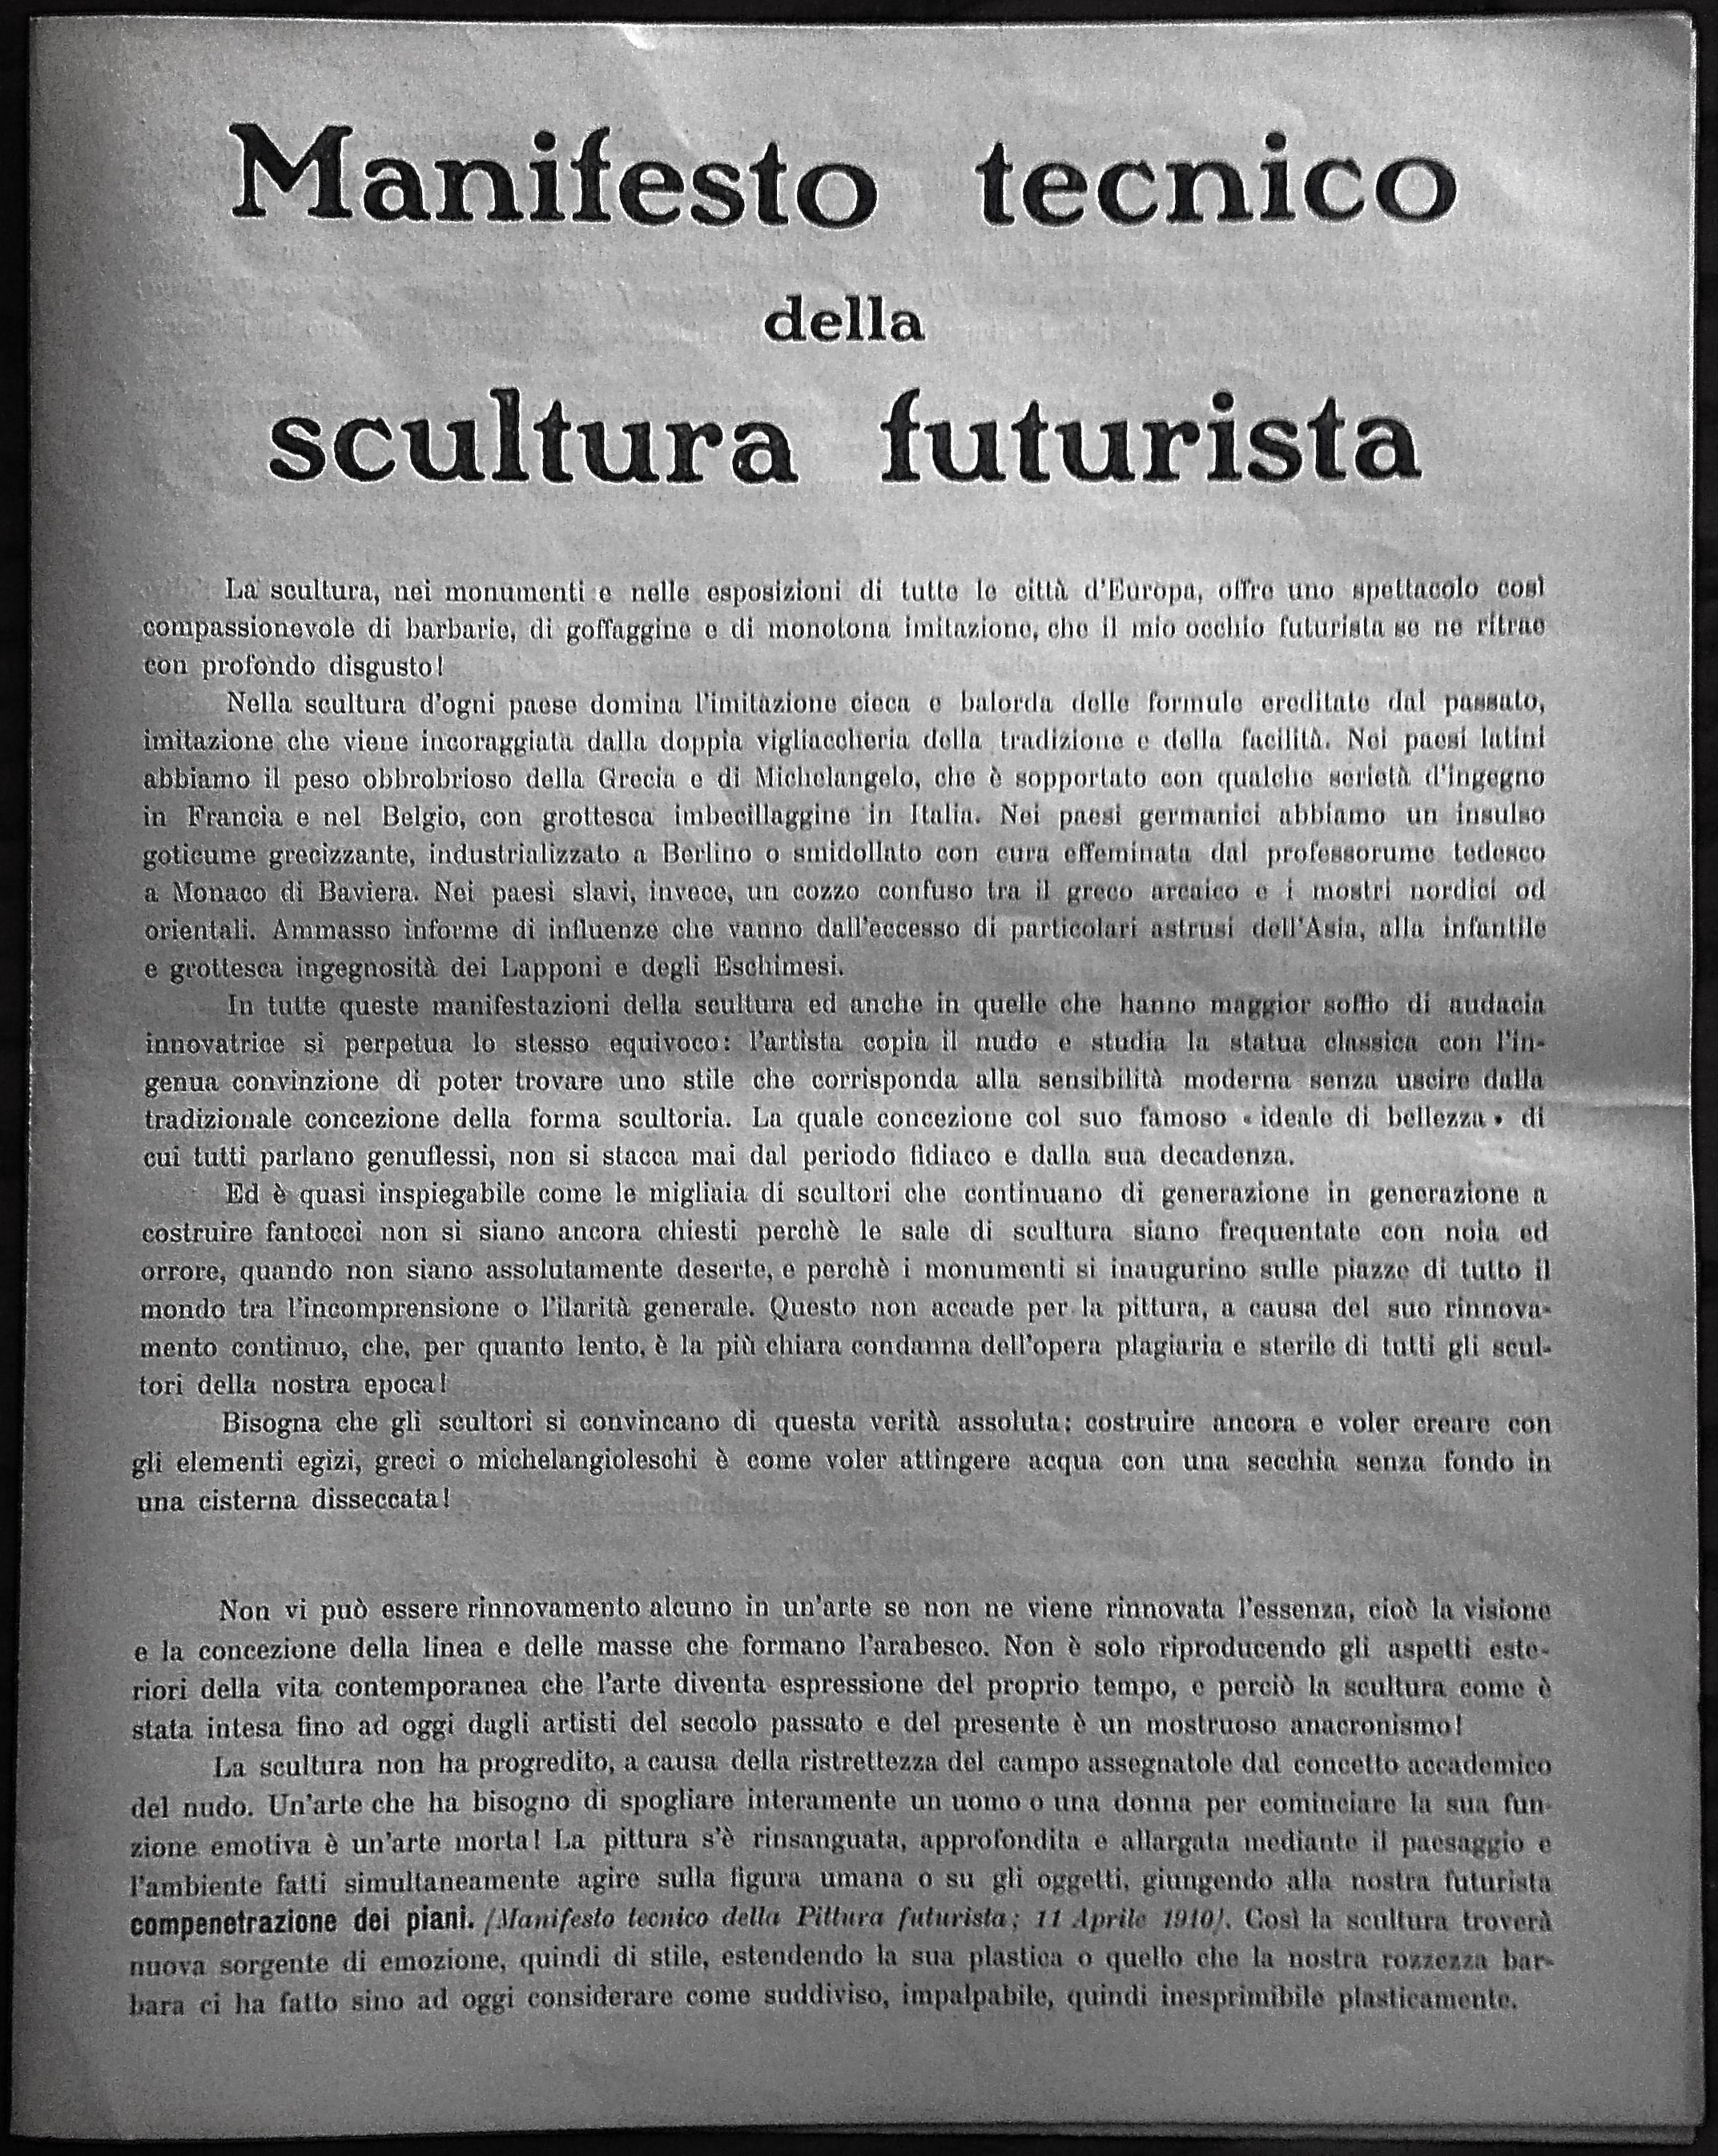 Manifesto tecnico
della
scultura futurista
La scultura, nei monumenti e nelle esposizioni di tutte le città d'Europa, offre uno spettacolo così
compassionevole di barbarie, di goffaggine e di monotona imitazione, che il mio occhio futurista se ne ritrae
con profondo disgusto!
Nella scultura d'ogni paese domina l'imitazione cieca e balorda delle formule ereditate dal passato,
imitazione che viene incoraggiata dalla doppia vigliaccheria della tradizione e della facilità. Nei paesi latini
abbiamo il peso obbrobrioso della Grecia e di Michelangelo, che è sopportato con qualche serietà d'ingegno
in Francia e nel Belgio, con grottesca imbecillaggine in Italia. Nei paesi germanici abbiamo un insulso
goticume grecizzante, industrializzato a Berlino o smidollato con cura effeminata dal professorume tedesco
a Monaco di Baviera. Nei paesi slavi, invece, un cozzo confuso tra il greco arcaico e i mostri nordici ed
orientali. Ammasso informe di influenze che vanno dall'eccesso di particolari astrusi dell'Asia, alla infantile
e grottesca ingegnosità dei Lapponi e degli Eschimesi.
In tutte queste manifestazioni della scultura ed anche in quelle che hanno maggior soffio di audacia
innovatrice si perpetua lo stesso equivoco: l'artista copia il nudo e studia la statua classica con l'in-
genua convinzione di poter trovare uno stile che corrisponda alla sensibilità moderna senza uscire dalla
tradizionale concezione della forma scultoria. La quale concezione col suo famoso « ideale di bellezza » di
cui tutti parlano genuflessi, non si stacca mai dal periodo fidiaco e dalla sua decadenza.
Ed è quasi inspiegabile come le migliaia di scultori che continuano di generazione in generazione a
costruire fantocci non si siano ancora chiesti perchè le sale di scultura siano frequentate con noia ed
orrore, quando non siano assolutamente deserte, e perchè i monumenti si inaugurino sulle piazze di tutto il
mondo tra l'incomprensione o l'ilarità generale. Questo non accade per la pittura, a causa del suo rinnova-
mento continuo, che, per quanto lento, è la più chiara condanna dell'opera plagiaria e sterile di tutti gli scul-
tori della nostra epoca!
Bisogna che gli scultori si convincano di questa verità assoluta: costruire ancora e voler creare con
gli elementi egizi, greci o michelangioleschi è come voler attingere acqua con una secchia senza fondo in
una cisterna disseccata!
Non vi può essere rinnovamento alcuno in un'arte se non ne viene rinnovata l'essenza, cioè la visione
e la concezione della linea e delle masse che formano l'arabesco. Non è solo riproducendo gli aspetti este-
riori della vita contemporanea che l'arte diventa espressione del proprio tempo, e perciò la scultura come è
stata intesa fino ad oggi dagli artisti del secolo passato e del presente è un mostruoso anacronismo!
La scultura non ha progredito, a causa della ristrettezza del campo assegnatole dal concetto accademico
del nudo. Un'arte che ha bisogno di spogliare interamente un uomo o una donna per cominciare la sua fun-
zione emotiva è un'arte morta! La pittura s'è rinsanguata, approfondita e allargata mediante il paesaggio e
l'ambiente fatti simultaneamente agire sulla figura umana o su gli oggetti, giungendo alla nostra futurista
compenetrazione dei piani. (Manifesto tecnico della Pittura futurista; 11 Aprile 1910). Così la scultura troverà
nuova sorgente di emozione, quindi di stile, estendendo la sua plastica o quello che la nostra rozzezza bar-
bara ci ha fatto sino ad oggi considerare come suddiviso, impalpabile, quindi inesprimibile plasticamente.